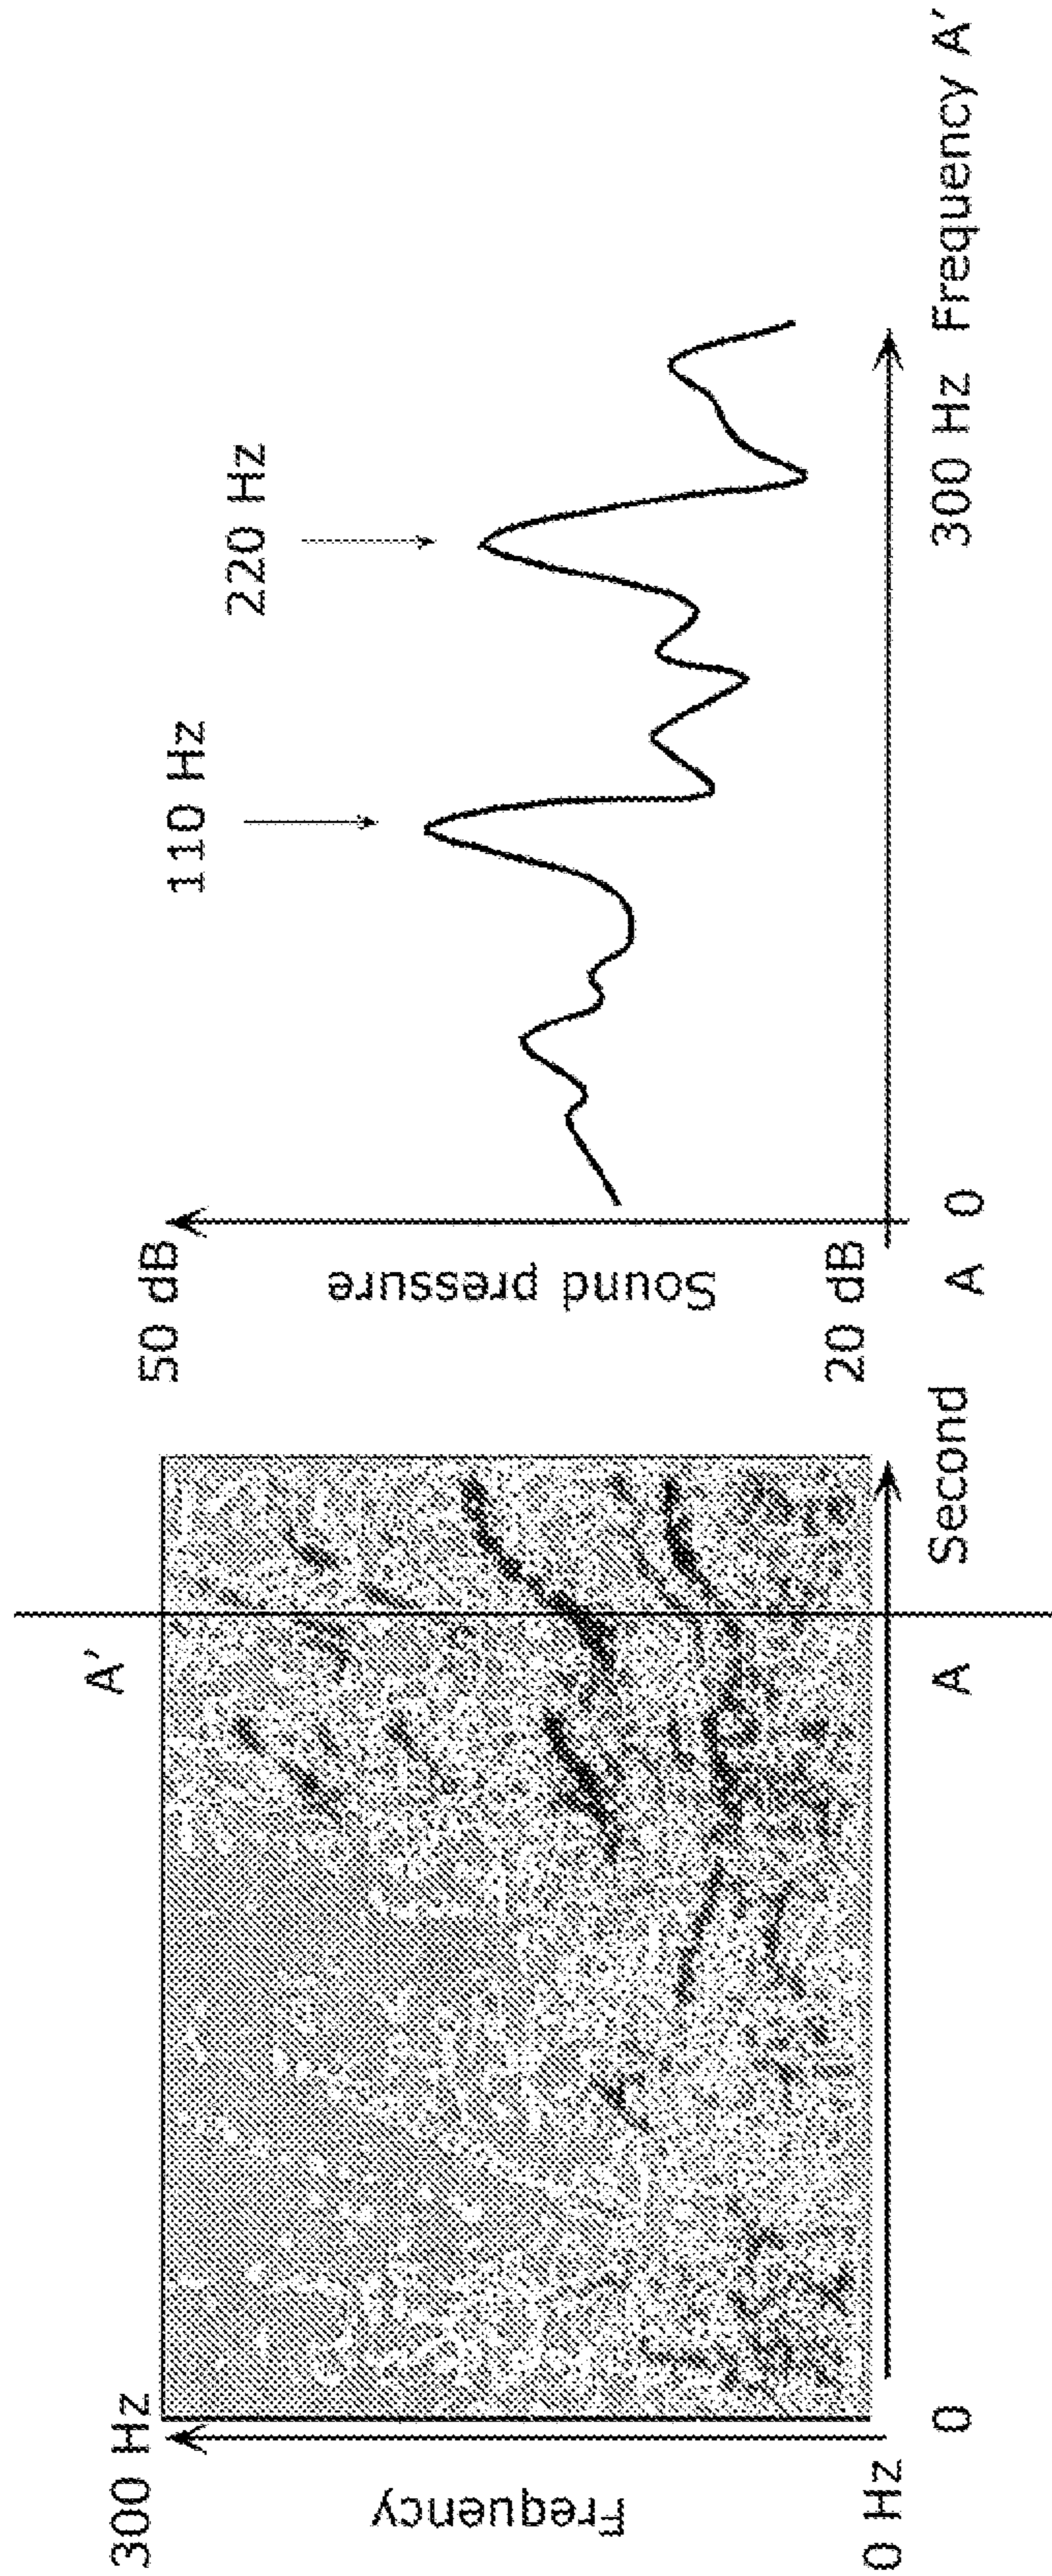 300 Hz
Frequency
0 Hz
0
A'
A
Second
50 dB
Sound pressure
20 dB
110 Hz
220 Hz
A 0
300 Hz Frequency A'